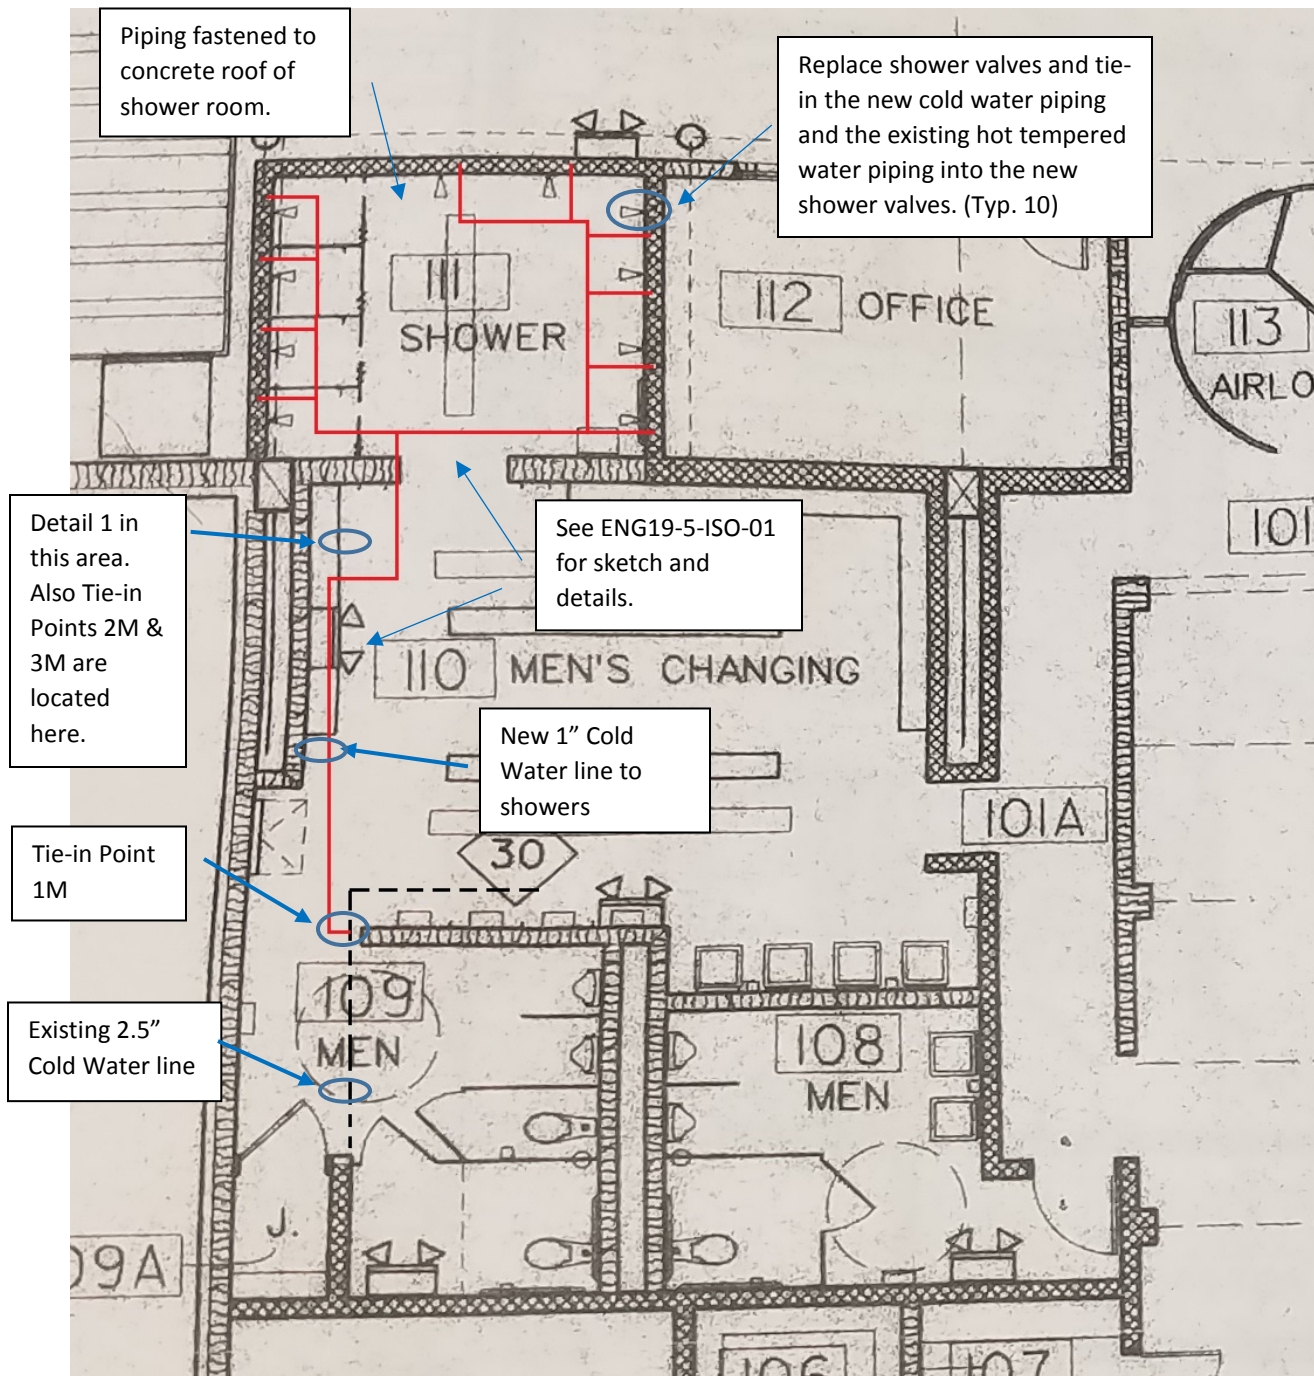 Piping fastened to
concrete roof of
shower room.
Replace shower valves and tie-
in the new cold water piping
and the existing hot tempered
water piping into the new
shower valves. (Typ. 10)
111
SHOWER
112 OFFICE
113
AIRLO
Detail 1 in
this area.
Also Tie-in
Points 2M &
3M are
located
here.
See ENG19-5-ISO-01
for sketch and
details.
101
110 MEN'S CHANGING
New 1” Cold
Water line to
showers
101A
Tie-in Point
1M
30
109
MEN
Existing 2.5”
Cold Water line
108
MEN
J.
09A
106
107